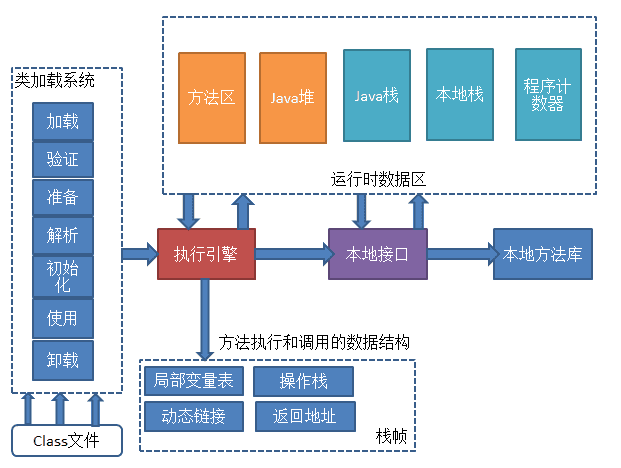 类加载系统
加载
验证
准备
解析
初始
化
使用
卸载
Class文件
方法区
Java堆
Java栈
本地栈
程序计
数器
运行时数据区
执行引擎
本地接口
本地方法库
方法执行和调用的数据结构
局部变量表
操作栈
动态链接
返回地址
栈帧